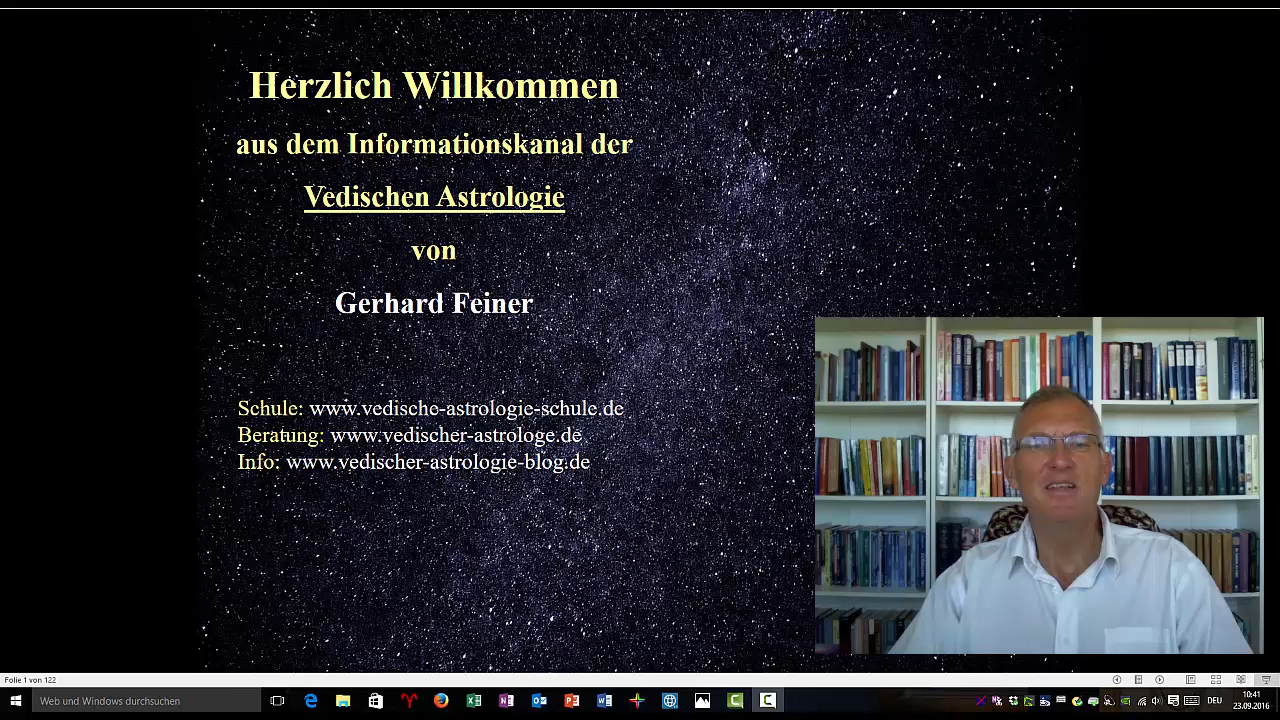 Herzlich Willkommen
aus dem Informationskanal der
Vedischen Astrologie
von
Gerhard Feiner
Schule: www.vedische-astrologie-schule.de
Beratung: www.vedischer-astrologe.de
Info: www.vedischer-astrologie-blog.de
Folie 1 von 122
Web und Windows durchsuchen
DEU
10:41
23.09.2016